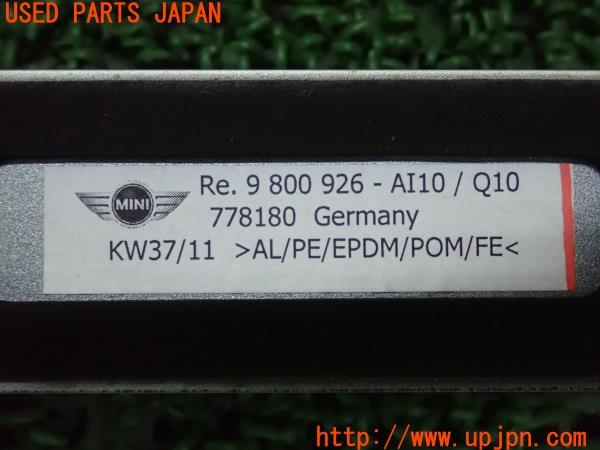 USED PARTS JAPAN
MINI
Re. 9 800 926 - AI10 / Q10
778180 Germany
KW37/11 >AL/PE/EPDM/POM/FE<
http://www.upjpn.com/